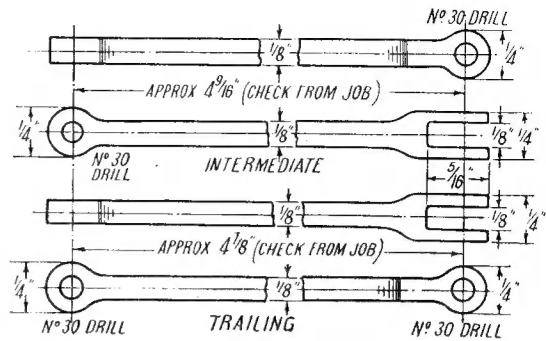 Nº 30 DRILL
1/8"
1/4"
APPROX 4 9/16" (CHECK FROM JOB)
1/4"
1/8"
1/8"
1/4"
Nº 30
DRILL
INTERMEDIATE
5/16"
1/8"
1/8"
1/4"
APPROX 4 7/8" (CHECK FROM JOB)
1/4"
1/8"
1/4"
Nº 30 DRILL
TRAILING
Nº 30 DRILL